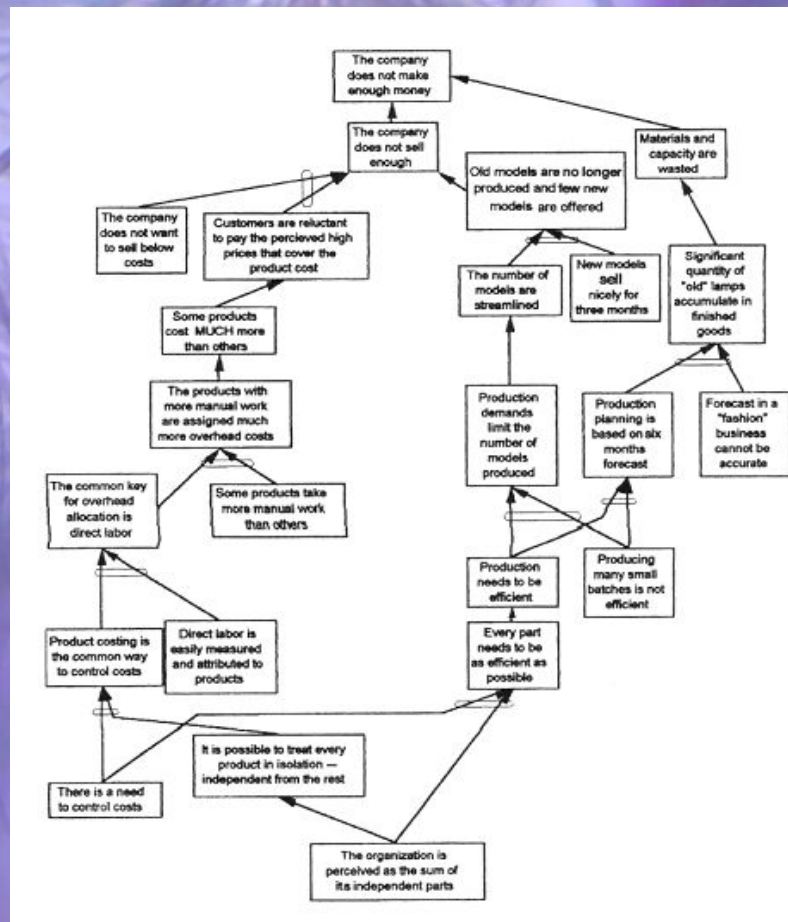 The company
does not make
enough money
The company
does not sell
enough
Materials and
capacity are
wasted
Old models are no longer
produced and few new
models are offered
The company
does not want
to sell below
costs
Customers are reluctant
to pay the percieved high
prices that cover the
product cost
The number of
models are
streamlined
New models
sell
nicely for
three months
Significant
quantity of
"old" lamps
accumulate in
finished
goods
Some products
cost MUCH more
than others
The products with
more manual work
are assigned much
more overhead costs
Production
demands
limit the
number of
models
produced
Production
planning is
based on six
months
forecast
Forecast in a
"fashion"
business
cannot be
accurate
The common key
for overhead
allocation is
direct labor
Some products take
more manual work
than others
Production
needs to be
efficient
Producing
many small
batches is not
efficient
Product costing is
the common way
to control costs
Direct labor is
easily measured
and attributed to
products
Every part
needs to be
as efficient as
possible
It is possible to treat every
product in isolation —
independent from the rest
There is a need
to control costs
The organization is
perceived as the sum of
its independent parts